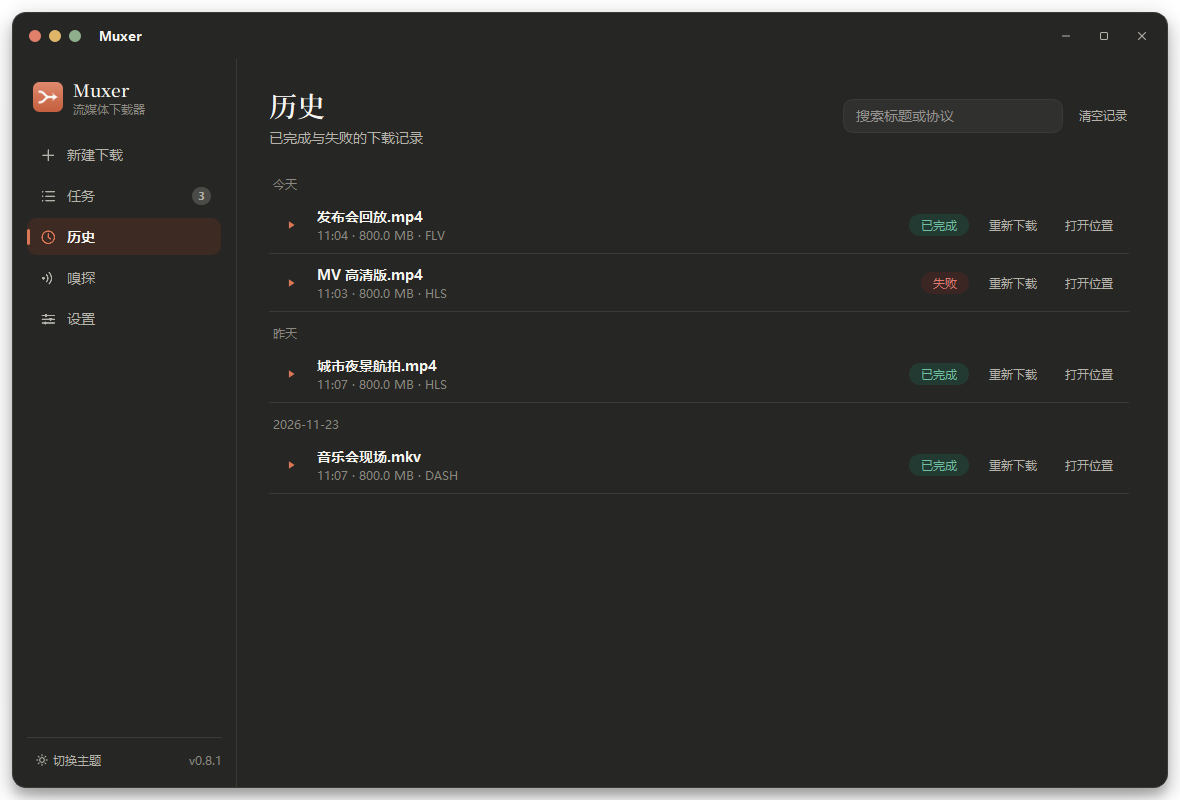 Muxer
Muxer
流媒体下载器
新建下载
任务 3
历史
嗅探
设置
切换主题 v0.8.1
历史
已完成与失败的下载记录
搜索标题或协议 清空记录
今天
发布会回放.mp4
11:04 · 800.0 MB · FLV
已完成 重新下载 打开位置
MV 高清版.mp4
11:03 · 800.0 MB · HLS
失败 重新下载 打开位置
昨天
城市夜景航拍.mp4
11:07 · 800.0 MB · HLS
已完成 重新下载 打开位置
2026-11-23
音乐会现场.mkv
11:07 · 800.0 MB · DASH
已完成 重新下载 打开位置